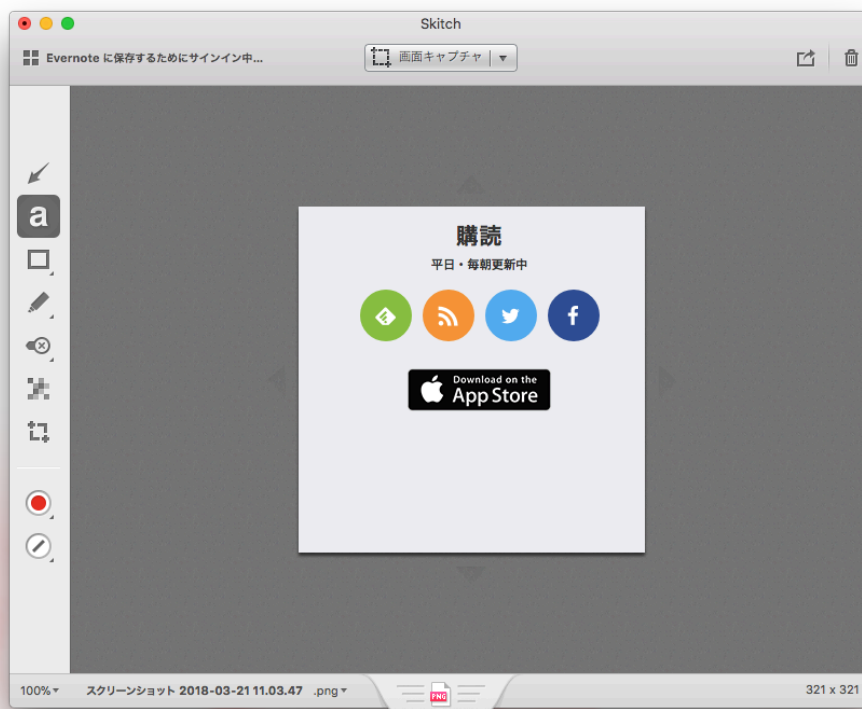 Skitch
Evernote に保存するためにサインイン中...
画面キャプチャ
a
購読
平日・毎朝更新中
Download on the
App Store
100%
スクリーンショット 2018-03-21 11.03.47 .png
PNG
321 x 321